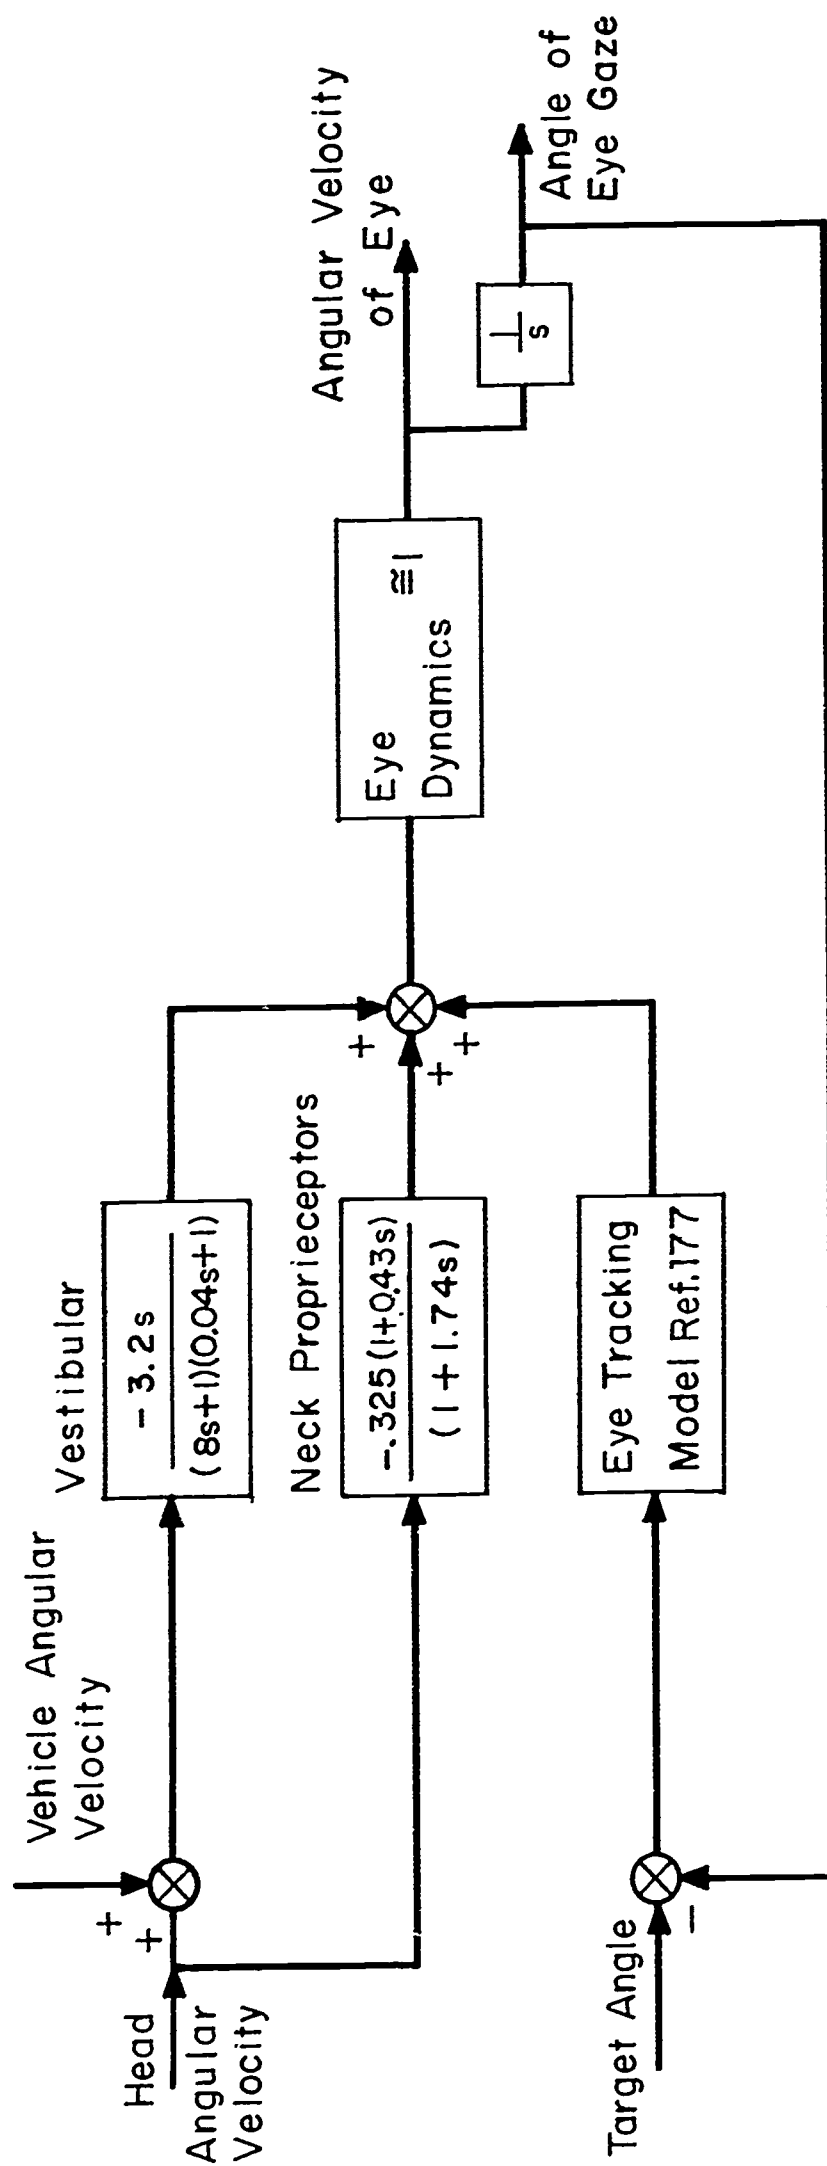 Vehicle Angular
Velocity
Head
Angular
Velocity
Vestibular
- 3.2s
(8s+1)(0.04s+1)
Neck Proprieceptors
-.325(1+0.43s)
(1 + 1.74s)
Target Angle
Eye Tracking
Model Ref.177
+
+
+
+
+
-
Eye
≅1
Dynamics
Angular Velocity
of Eye
1
s
Angle of
Eye Gaze